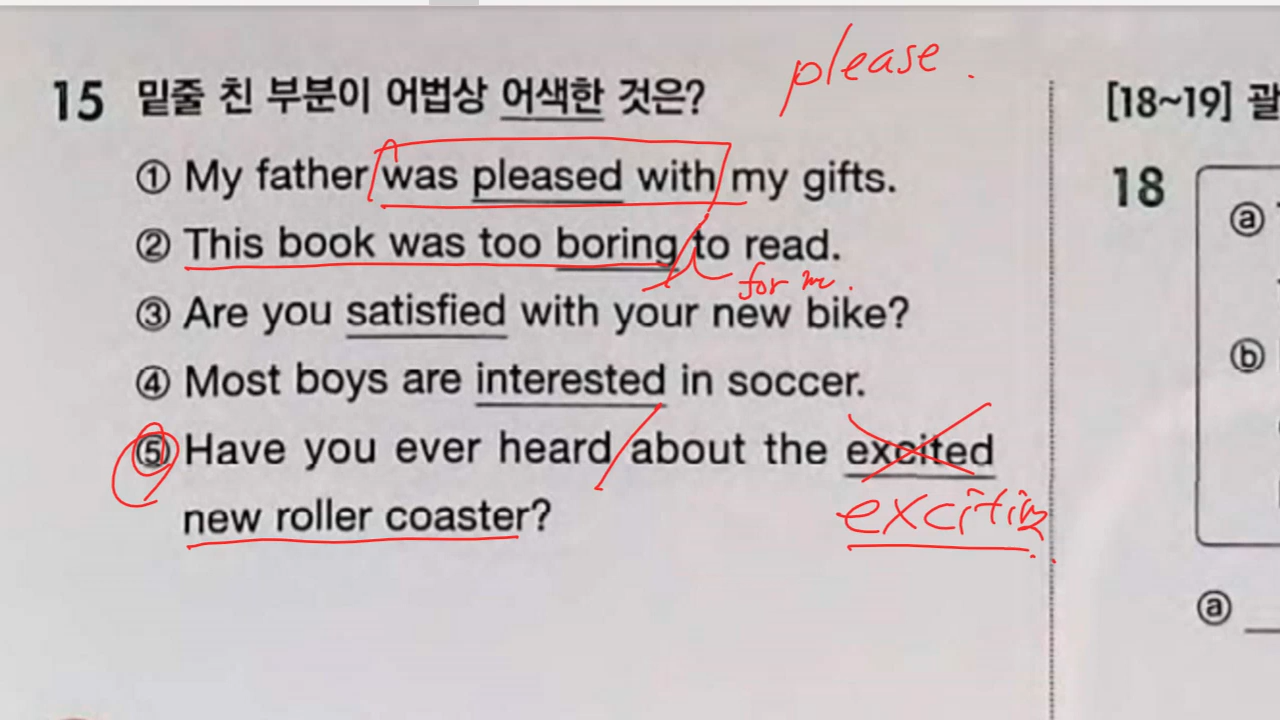 please.
15 밑줄 친 부분이 어법상 어색한 것은?
① My father was pleased with my gifts.
② This book was too boring to read.
for me.
③ Are you satisfied with your new bike?
④ Most boys are interested in soccer.
⑤ Have you ever heard about the excited
new roller coaster?
exciting
[18~19] 괄
18
ⓐ
ⓑ
ⓐ